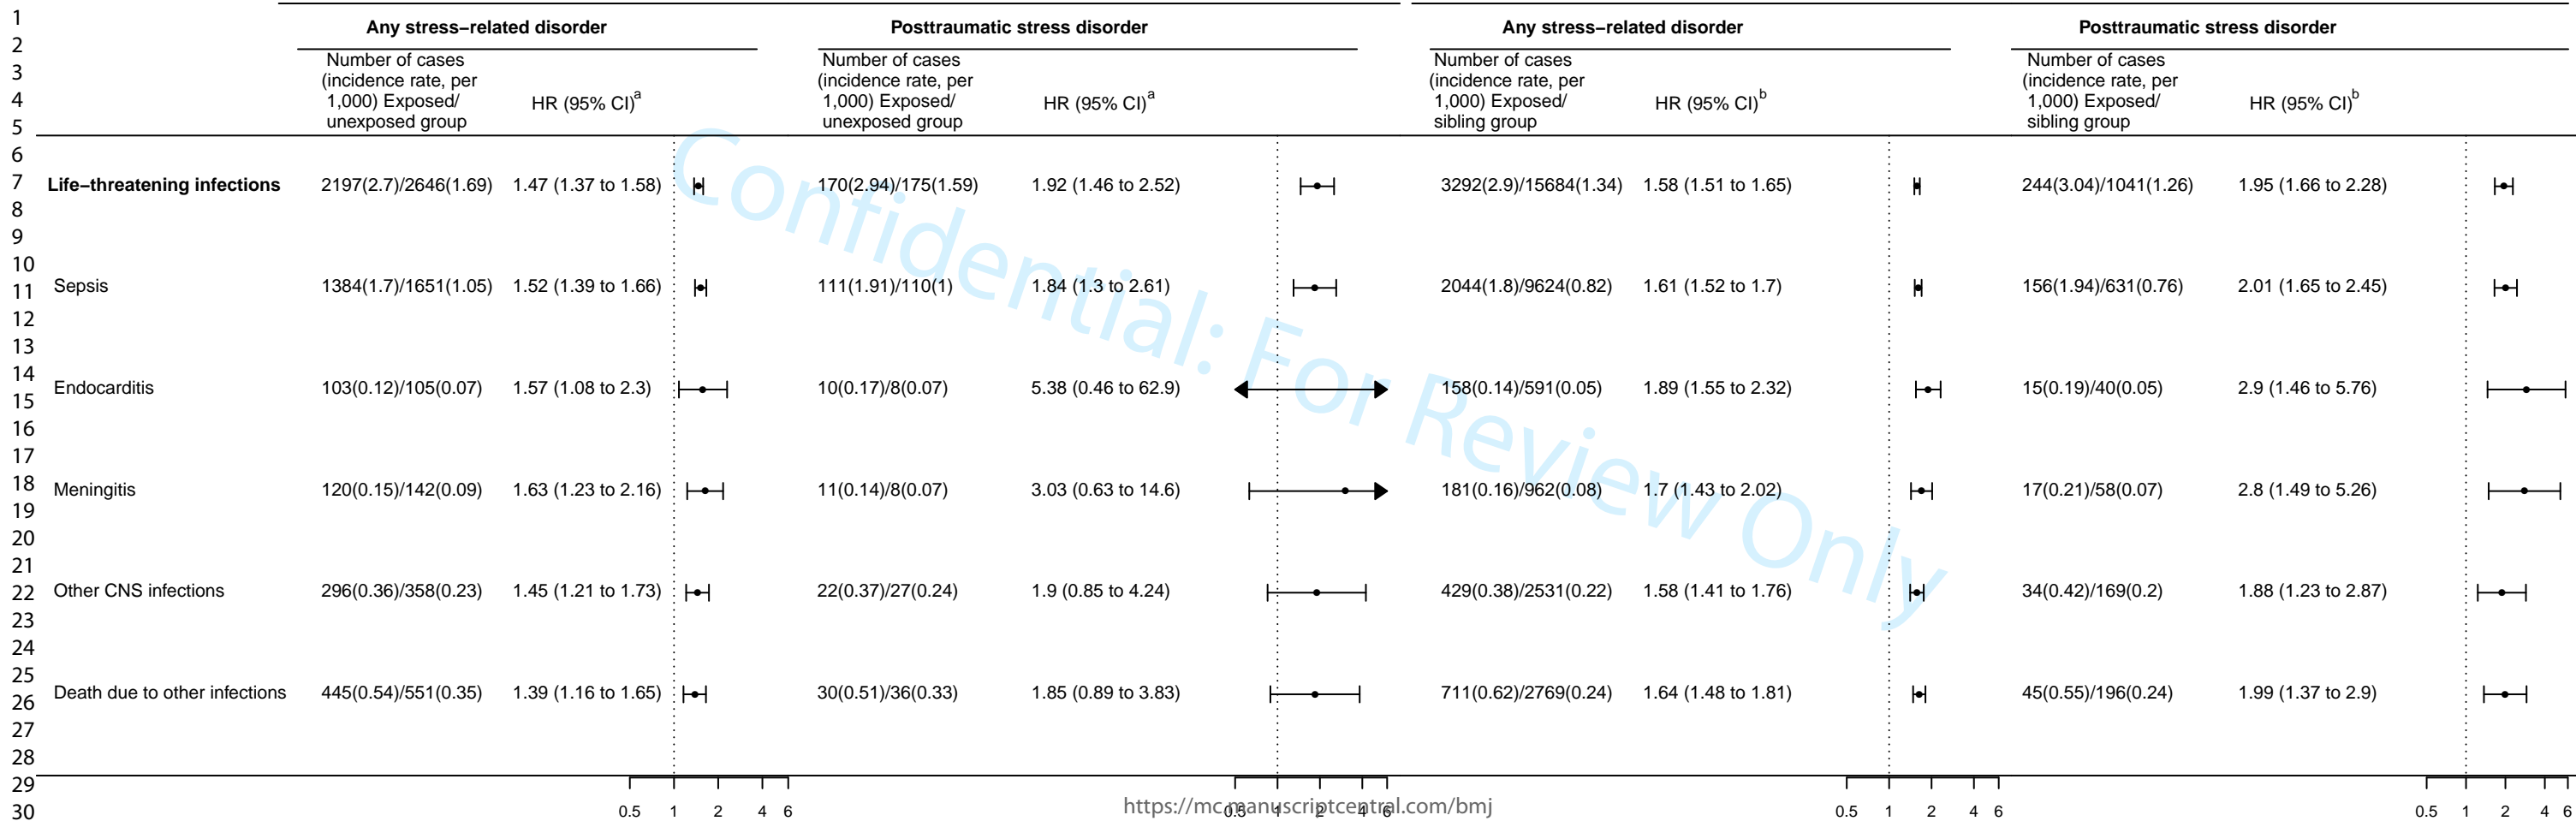 1
2
3
4
5
6
7
8
9
10
11
12
13
14
15
16
17
18
19
20
21
22
23
24
25
26
27
28
29
30
Any stress−related disorder Posttraumatic stress disorder Any stress−related disorder Posttraumatic stress disorder
Number of cases Number of cases Number of cases Number of cases
(incidence rate, per (incidence rate, per (incidence rate, per (incidence rate, per
1,000) Exposed/ HR (95% CI)a 1,000) Exposed/ HR (95% CI)a 1,000) Exposed/ HR (95% CI)b 1,000) Exposed/ HR (95% CI)b
unexposed group unexposed group sibling group sibling group
Life−threatening infections 2197(2.7)/2646(1.69) 1.47 (1.37 to 1.58) 170(2.94)/175(1.59) 1.92 (1.46 to 2.52) 3292(2.9)/15684(1.34) 1.58 (1.51 to 1.65) 244(3.04)/1041(1.26) 1.95 (1.66 to 2.28)
Sepsis 1384(1.7)/1651(1.05) 1.52 (1.39 to 1.66) 111(1.91)/110(1) 1.84 (1.3 to 2.61) 2044(1.8)/9624(0.82) 1.61 (1.52 to 1.7) 156(1.94)/631(0.76) 2.01 (1.65 to 2.45)
Endocarditis 103(0.12)/105(0.07) 1.57 (1.08 to 2.3) 10(0.17)/8(0.07) 5.38 (0.46 to 62.9) 158(0.14)/591(0.05) 1.89 (1.55 to 2.32) 15(0.19)/40(0.05) 2.9 (1.46 to 5.76)
Meningitis 120(0.15)/142(0.09) 1.63 (1.23 to 2.16) 11(0.14)/8(0.07) 3.03 (0.63 to 14.6) 181(0.16)/962(0.08) 1.7 (1.43 to 2.02) 17(0.21)/58(0.07) 2.8 (1.49 to 5.26)
Other CNS infections 296(0.36)/358(0.23) 1.45 (1.21 to 1.73) 22(0.37)/27(0.24) 1.9 (0.85 to 4.24) 429(0.38)/2531(0.22) 1.58 (1.41 to 1.76) 34(0.42)/169(0.2) 1.88 (1.23 to 2.87)
Death due to other infections 445(0.54)/551(0.35) 1.39 (1.16 to 1.65) 30(0.51)/36(0.33) 1.85 (0.89 to 3.83) 711(0.62)/2769(0.24) 1.64 (1.48 to 1.81) 45(0.55)/196(0.24) 1.99 (1.37 to 2.9)
0.5 1 2 4 6 0.5 1 2 4 6 0.5 1 2 4 6 0.5 1 2 4 6
https://mc.manuscriptcentral.com/bmj
Confidential: For Review Only